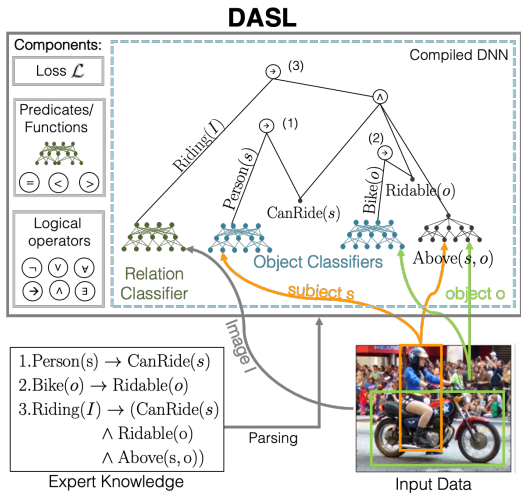 DASL
Components:
Compiled DNN
Loss ℒ
Predicates/
Functions
= < >
Logical
operators
¬ ∨ ∀
→ ∧ ∃
→ (3)
∧
→ (1)
(2)
→
Riding(I)
Person(s)
CanRide(s)
Bike(o)
Ridable(o)
Above(s, o)
Relation
Classifier
Object Classifiers
subject s
object o
Image I
1.Person(s) → CanRide(s)
2.Bike(o) → Ridable(o)
3.Riding(I) → (CanRide(s)
∧ Ridable(o)
∧ Above(s,o))
Parsing
Expert Knowledge
Input Data